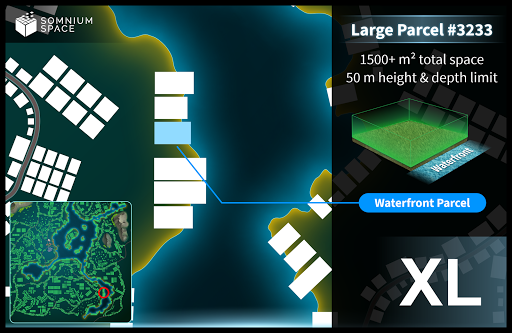 SOMNIUM
SPACE
Large Parcel #3233
1500+ m² total space
50 m height & depth limit
Waterfront
Waterfront Parcel
XL